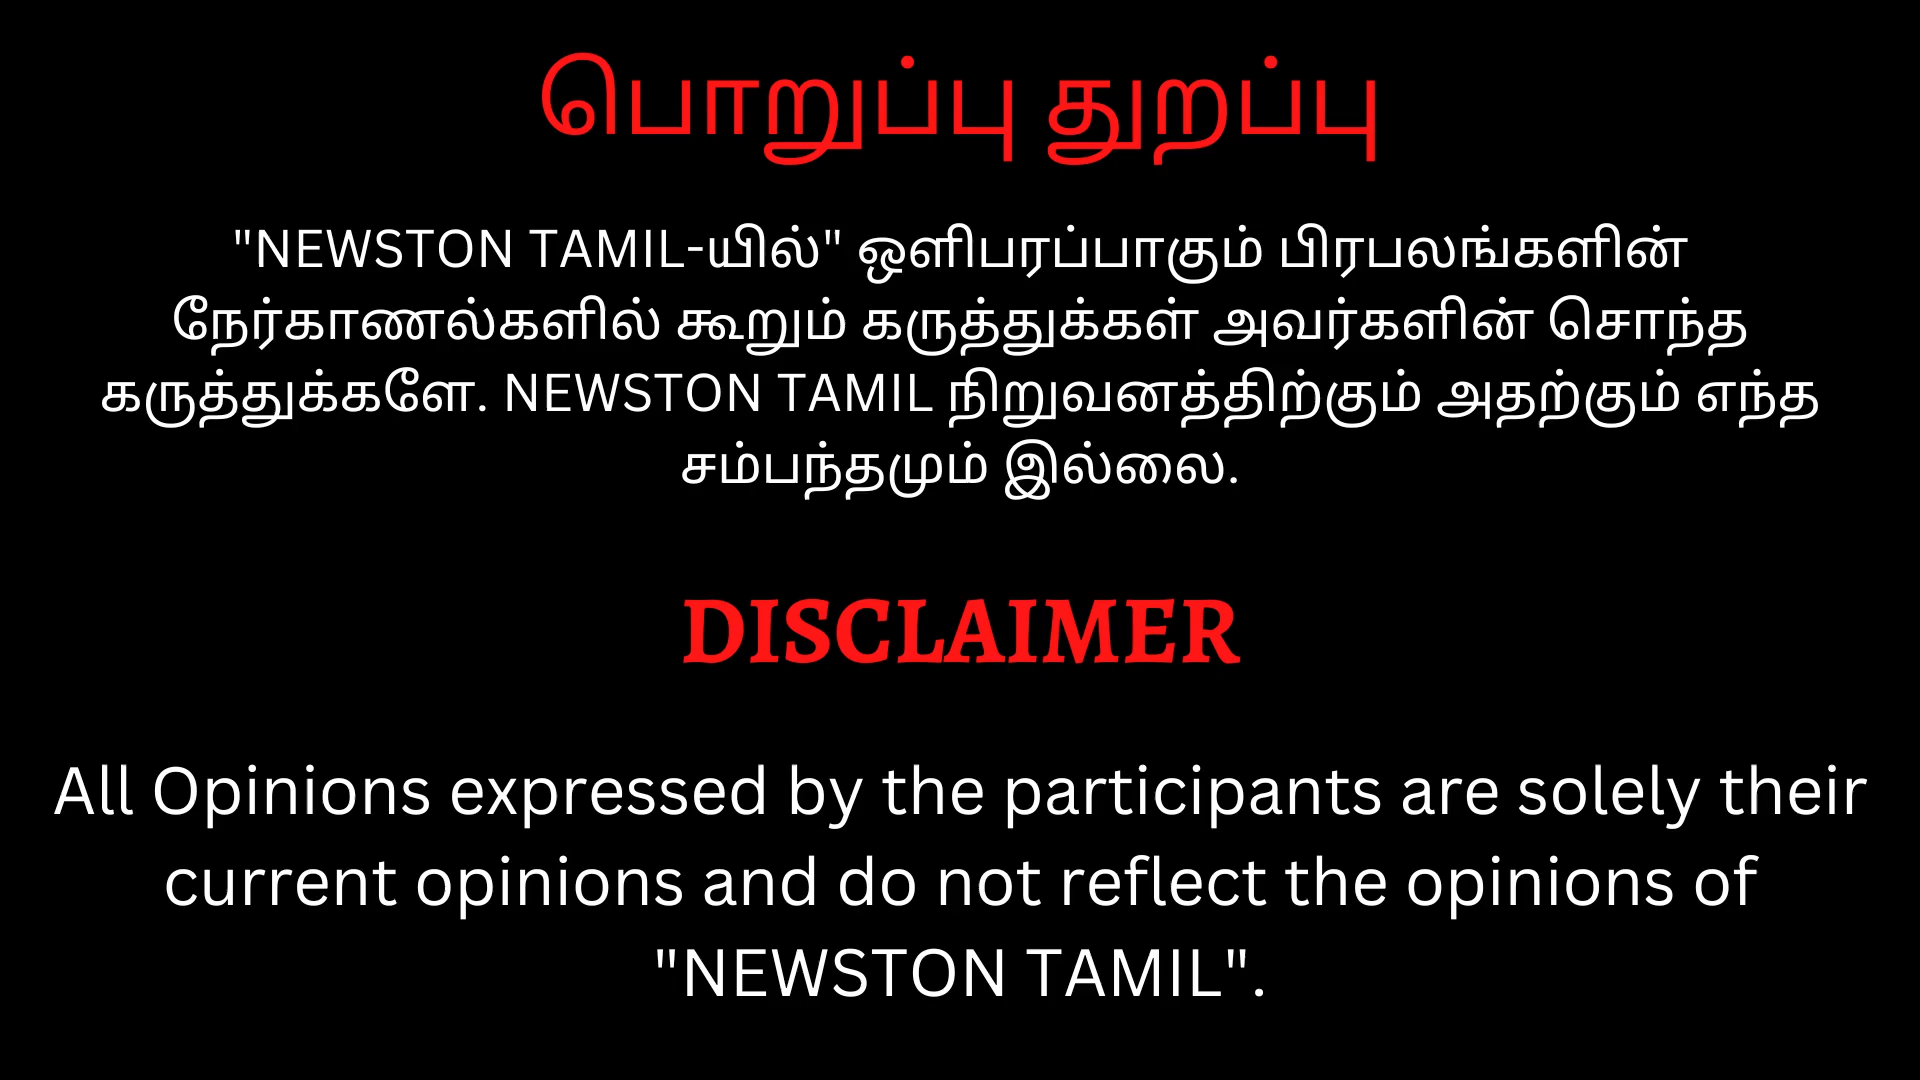 பொறுப்பு துறப்பு
"NEWSTON TAMIL-யில்" ஒளிபரப்பாகும் பிரபலங்களின்
நேர்காணல்களில் கூறும் கருத்துக்கள் அவர்களின் சொந்த
கருத்துக்களே. NEWSTON TAMIL நிறுவனத்திற்கும் அதற்கும் எந்த
சம்பந்தமும் இல்லை.
DISCLAIMER
All Opinions expressed by the participants are solely their
current opinions and do not reflect the opinions of
"NEWSTON TAMIL".